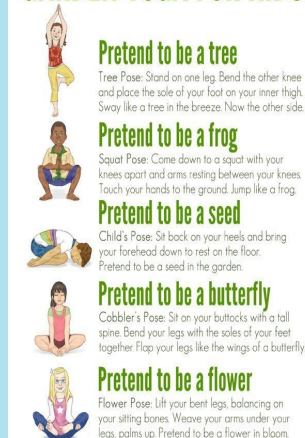 Pretend to be a tree
Tree Pose: Stand on one leg. Bend the other knee
and place the sole of your foot on your inner thigh.
Sway like a tree in the breeze. Now the other side.
Pretend to be a frog
Squat Pose: Come down to a squat with your
knees apart and arms resting between your knees.
Touch your hands to the ground. Jump like a frog.
Pretend to be a seed
Child's Pose: Sit back on your heels and bring
your forehead down to rest on the floor.
Pretend to be a seed in the garden.
Pretend to be a butterfly
Cobbler's Pose: Sit on your buttocks with a tall
spine. Bend your legs with the soles of your feet
together. Flap your legs like the wings of a butterfly
Pretend to be a flower
Flower Pose: Lift your bent legs, balancing on
your sitting bones. Weave your arms under your
legs, palms up. Pretend to be a flower in bloom.